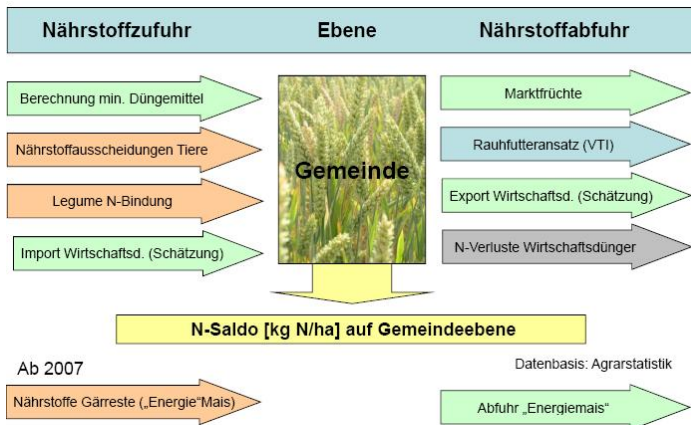 Nährstoffzufuhr
Ebene
Nährstoffabfuhr
Berechnung min. Düngemittel
Nährstoffausscheidungen Tiere
Legume N-Bindung
Import Wirtschaftsd. (Schätzung)
Gemeinde
Marktfrüchte
Rauhfutteransatz (VTI)
Export Wirtschaftsd. (Schätzung)
N-Verluste Wirtschaftsdünger
N-Saldo [kg N/ha] auf Gemeindeebene
Ab 2007
Datenbasis: Agrarstatistik
Nährstoffe Gärreste („Energie“Mais)
Abfuhr „Energiemais“